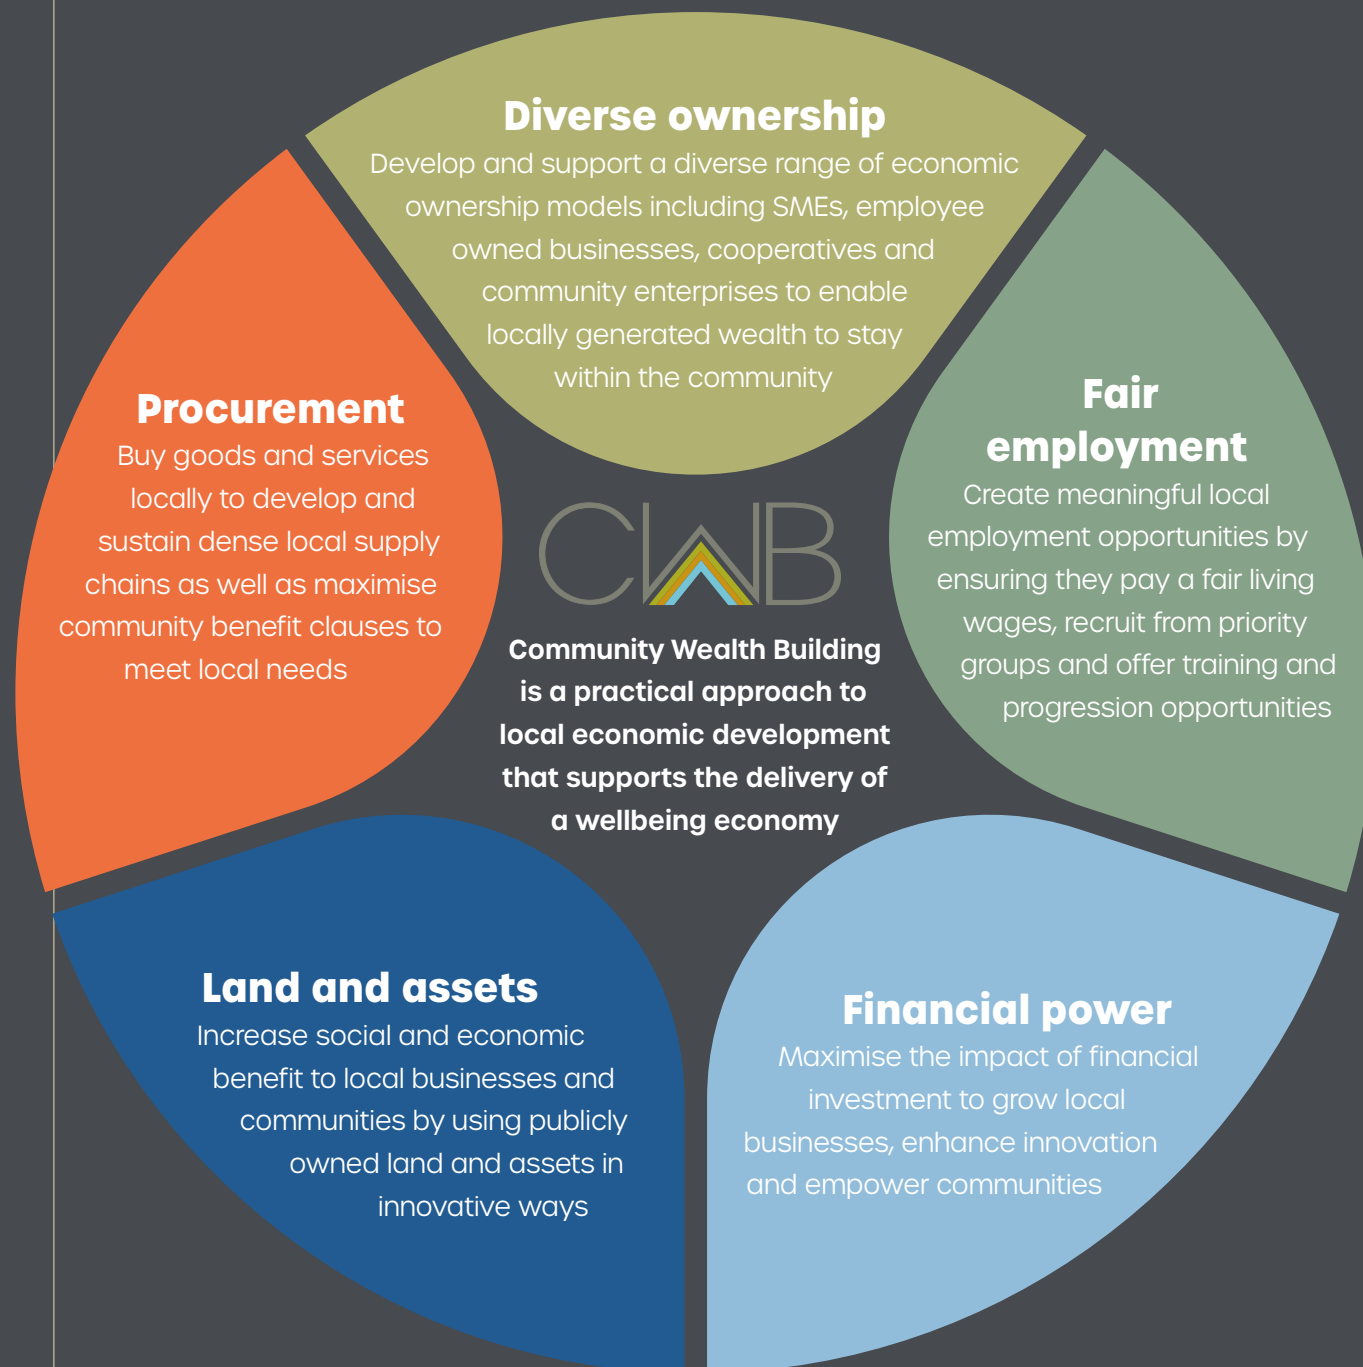 Diverse ownership
Develop and support a diverse range of economic
ownership models including SMEs, employee
owned businesses, cooperatives and
community enterprises to enable
locally generated wealth to stay
within the community
Fair
employment
Create meaningful local
employment opportunities by
ensuring they pay a fair living
wages, recruit from priority
groups and offer training and
progression opportunities
Financial power
Maximise the impact of financial
investment to grow local
businesses, enhance innovation
and empower communities
Land and assets
Increase social and economic
benefit to local businesses and
communities by using publicly
owned land and assets in
innovative ways
Procurement
Buy goods and services
locally to develop and
sustain dense local supply
chains as well as maximise
community benefit clauses to
meet local needs
CWB
Community Wealth Building
is a practical approach to
local economic development
that supports the delivery of
a wellbeing economy